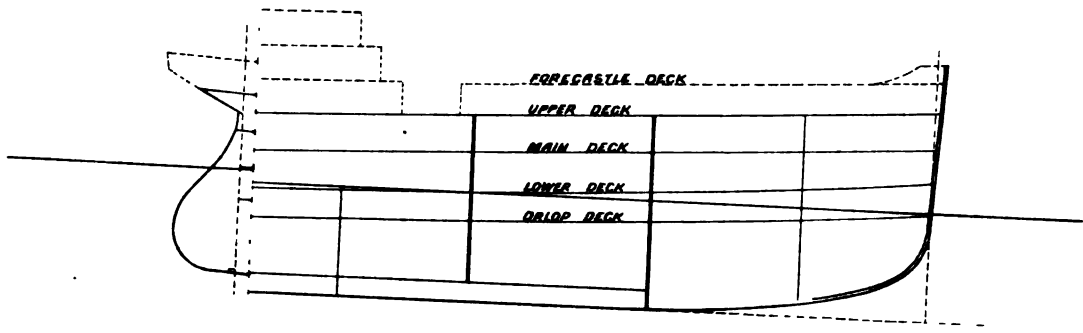 FORECASTLE DECK
UPPER DECK
MAIN DECK
LOWER DECK
ORLOP DECK